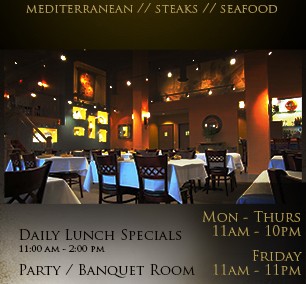 MEDITERRANEAN // STEAKS // SEAFOOD
DAILY LUNCH SPECIALS
11:00 AM - 2:00 PM
PARTY / BANQUET ROOM
MON - THURS
11AM - 10PM
FRIDAY
11AM - 11PM